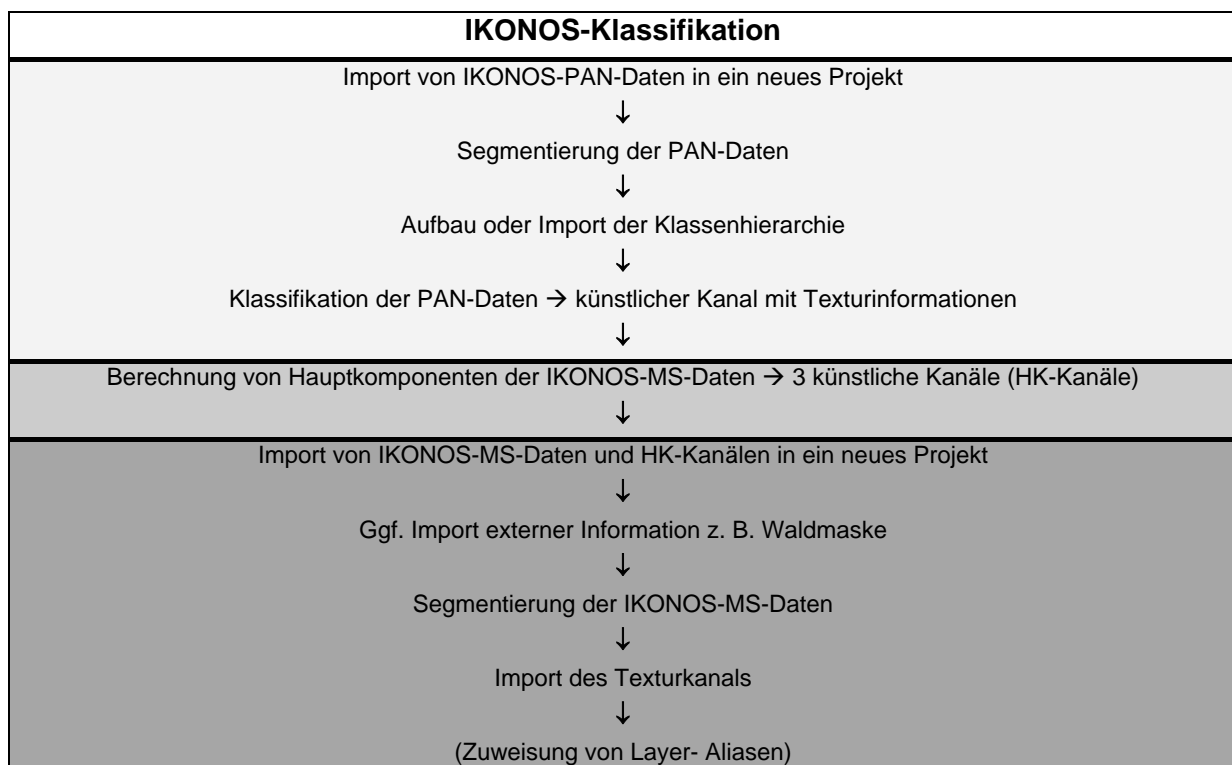 IKONOS-Klassifikation
Import von IKONOS-PAN-Daten in ein neues Projekt
↓
Segmentierung der PAN-Daten
↓
Aufbau oder Import der Klassenhierarchie
↓
Klassifikation der PAN-Daten → künstlicher Kanal mit Texturinformationen
↓
Berechnung von Hauptkomponenten der IKONOS-MS-Daten → 3 künstliche Kanäle (HK-Kanäle)
↓
Import von IKONOS-MS-Daten und HK-Kanälen in ein neues Projekt
↓
Ggf. Import externer Information z. B. Waldmaske
↓
Segmentierung der IKONOS-MS-Daten
↓
Import des Texturkanals
↓
(Zuweisung von Layer- Aliasen)